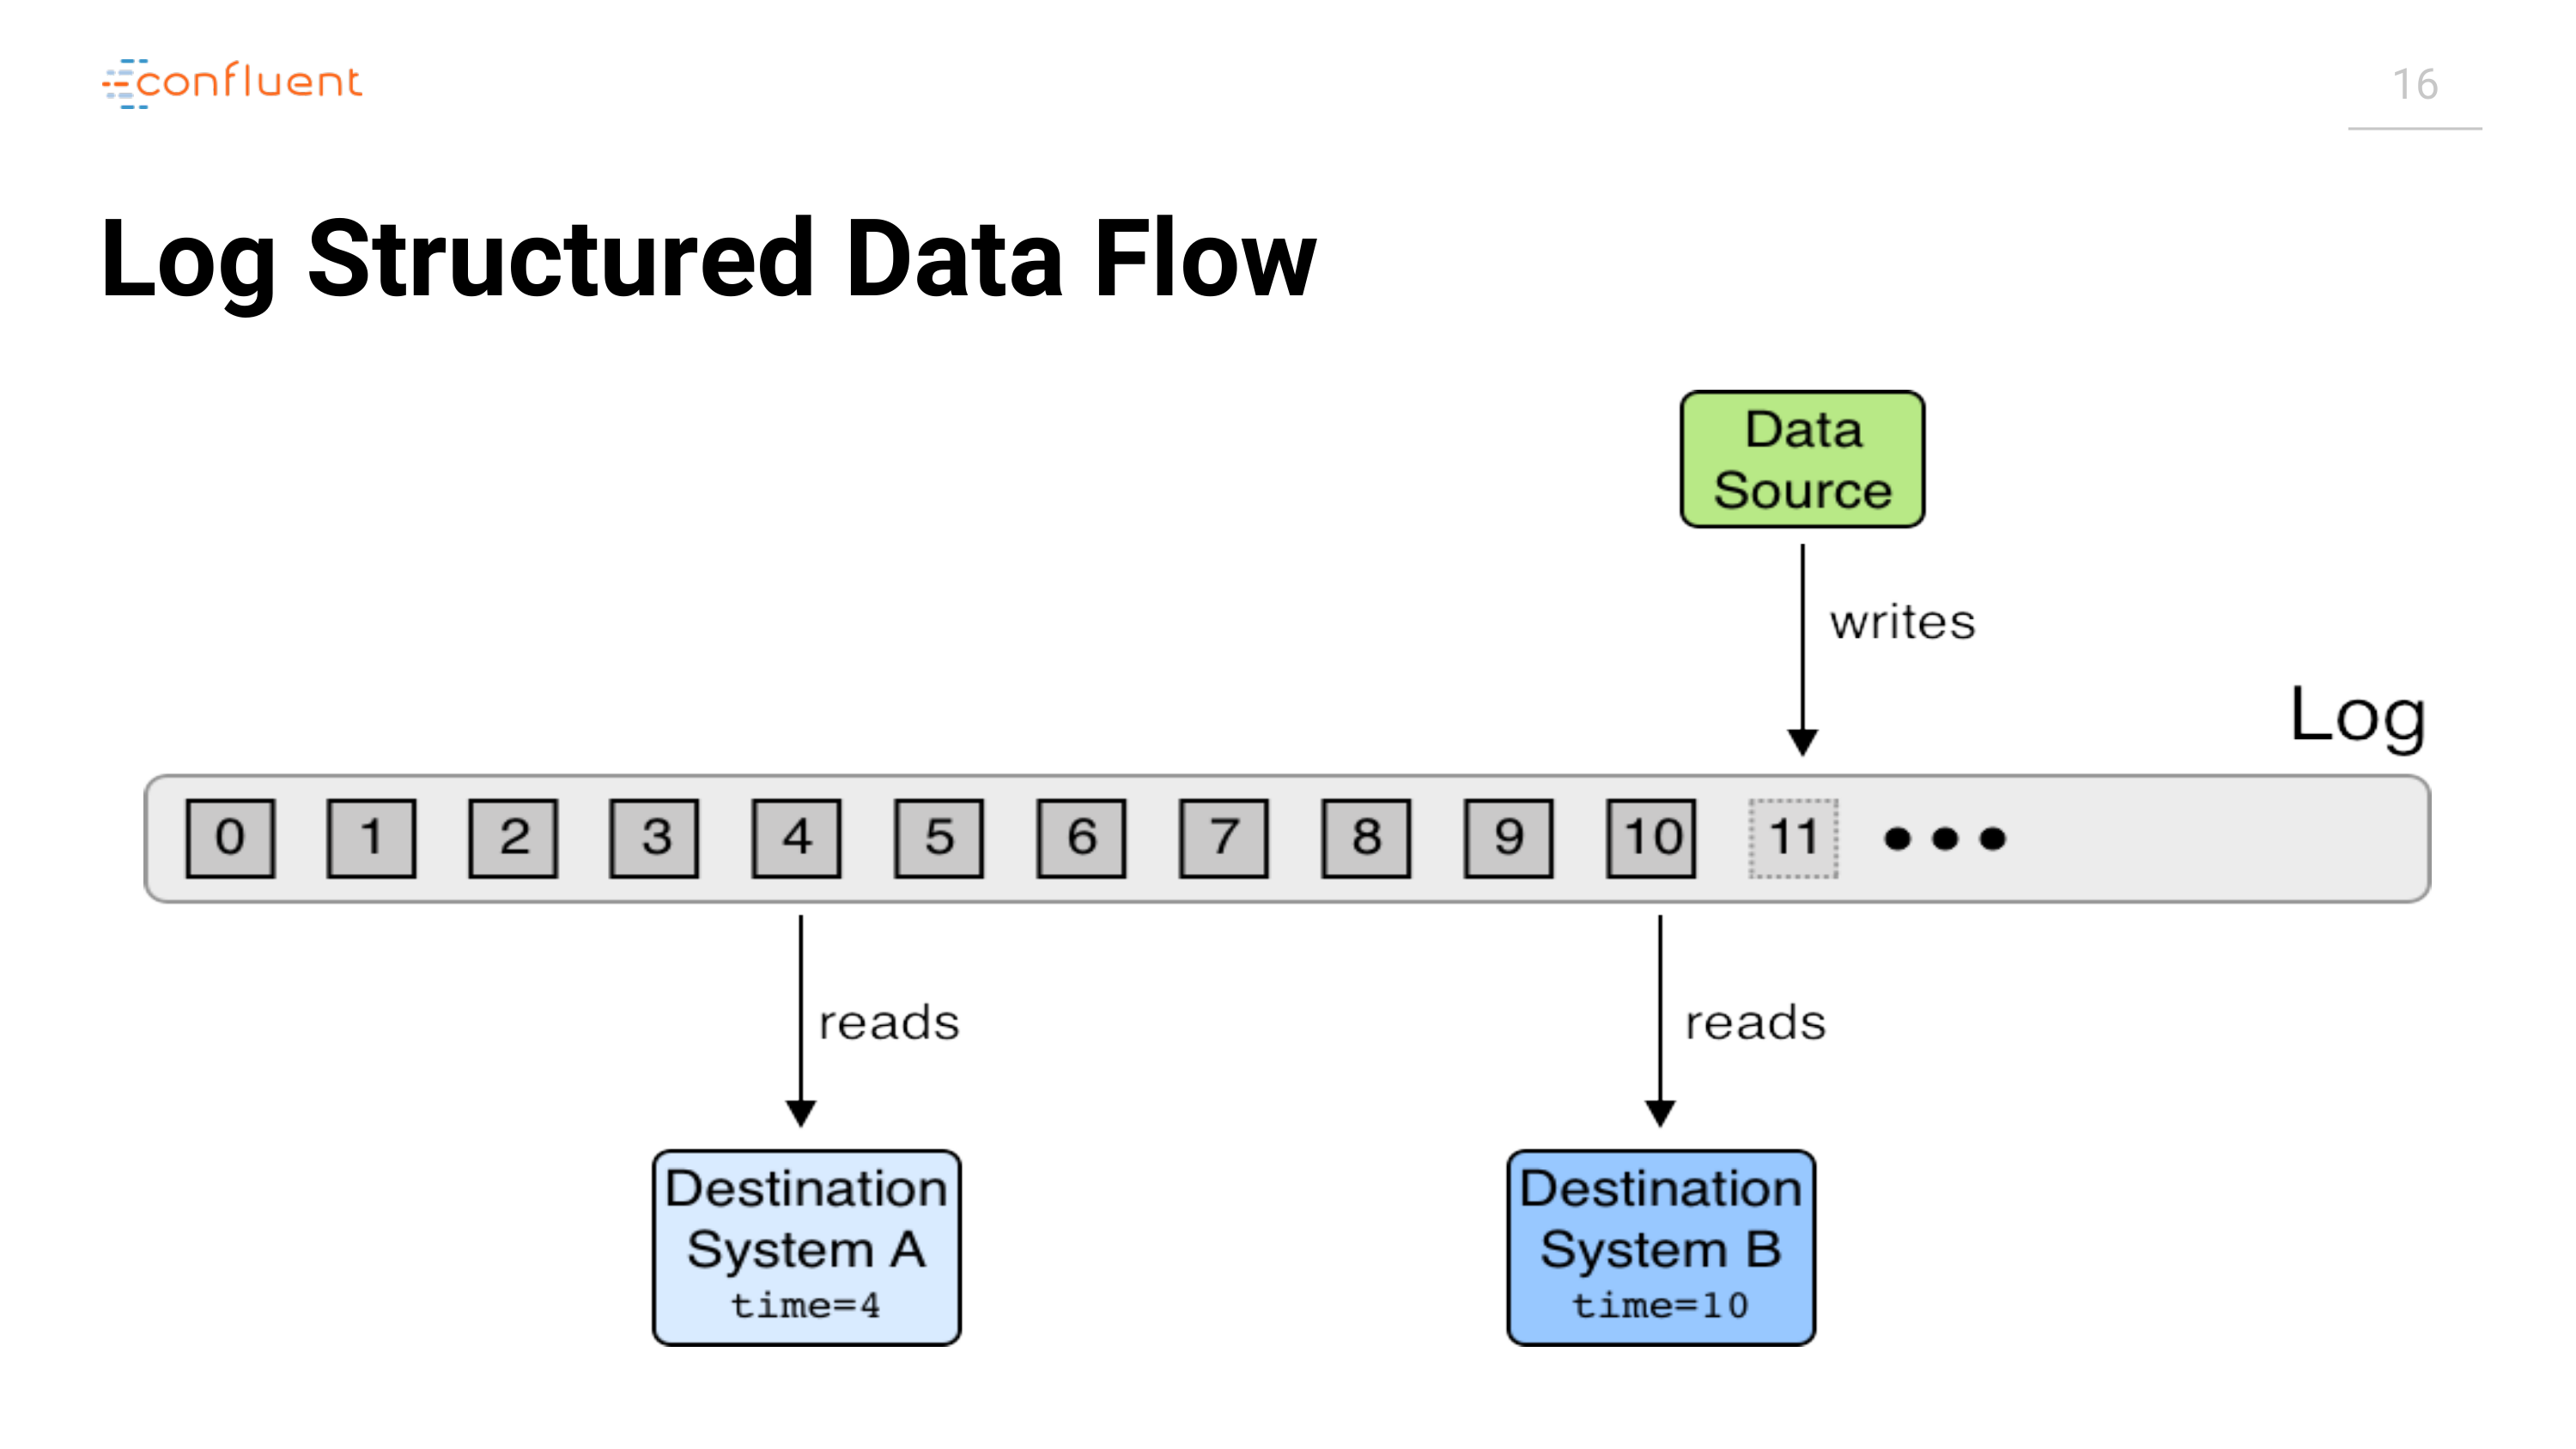 confluent
16
Log Structured Data Flow
Data
Source
writes
Log
0 1 2 3 4 5 6 7 8 9 10 11
reads
reads
Destination
System A
time=4
Destination
System B
time=10